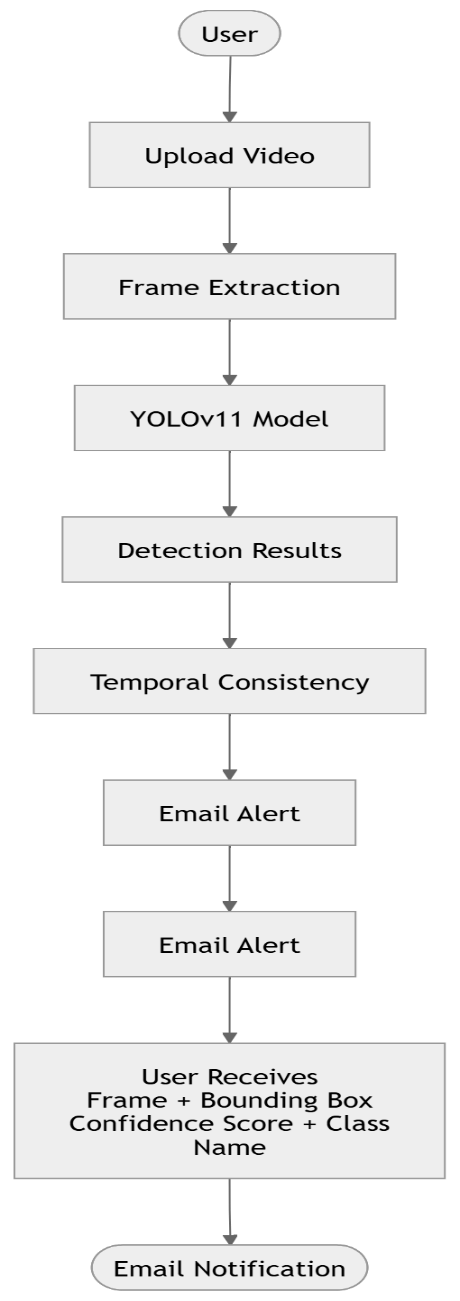 User
Upload Video
Frame Extraction
YOLOv11 Model
Detection Results
Temporal Consistency
Email Alert
Email Alert
User Receives
Frame + Bounding Box
Confidence Score + Class
Name
Email Notification